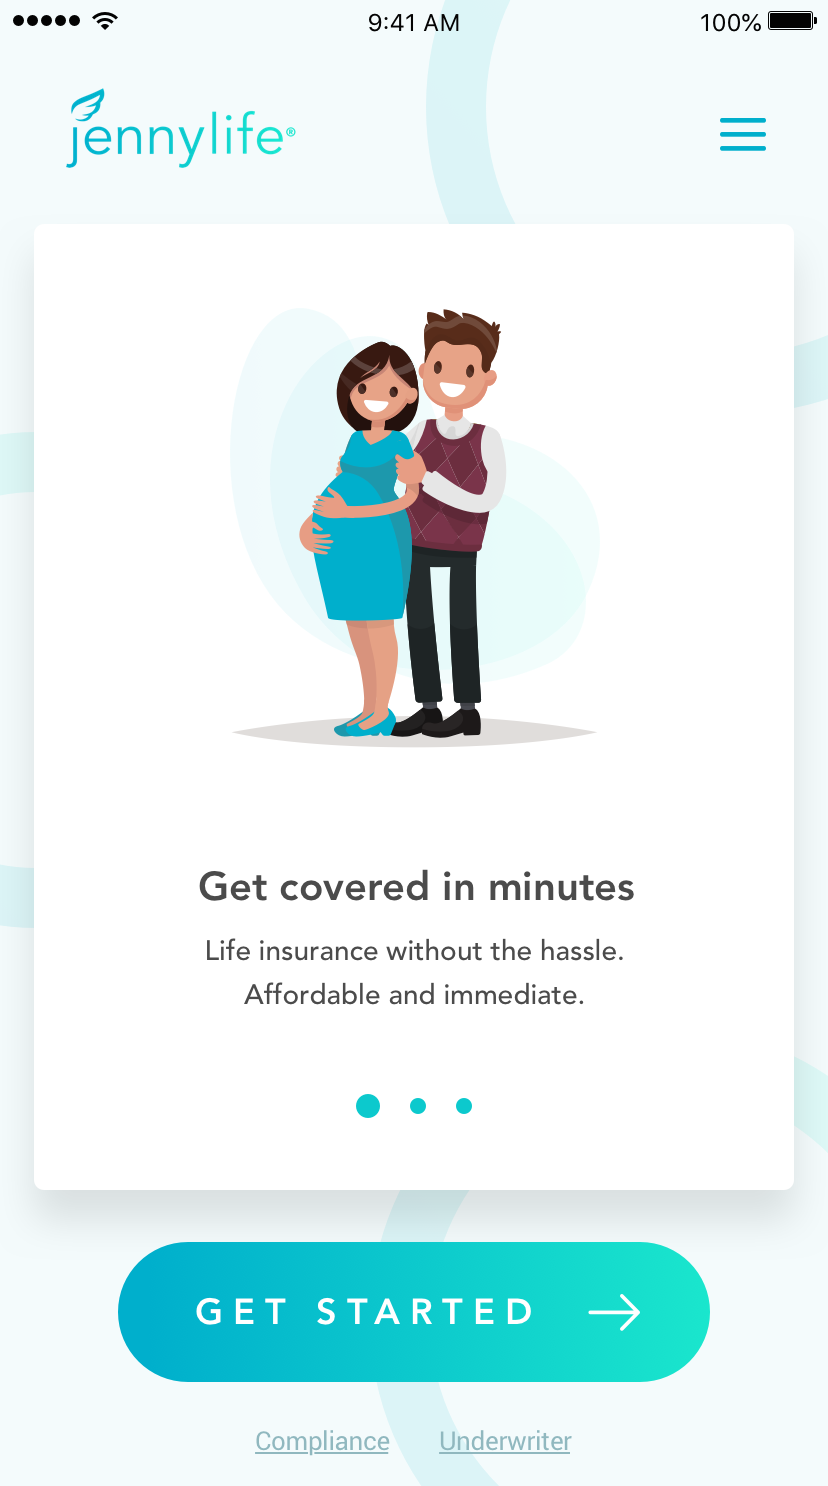 9:41 AM
100%
jennylife®
Get covered in minutes
Life insurance without the hassle.
Affordable and immediate.
GET STARTED
Compliance
Underwriter